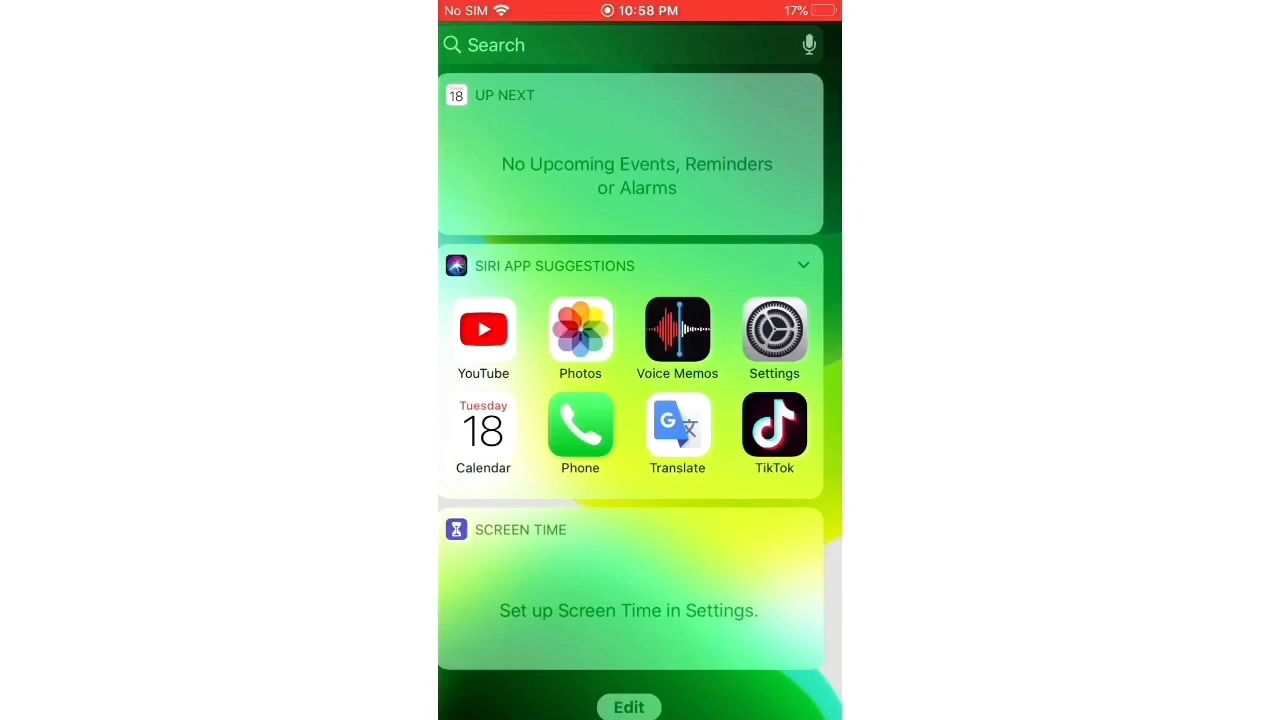 No SIM 10:58 PM 17%
Search
18 UP NEXT
No Upcoming Events, Reminders
or Alarms
SIRI APP SUGGESTIONS
YouTube Photos Voice Memos Settings
Tuesday
18
G 文
Calendar Phone Translate TikTok
SCREEN TIME
Set up Screen Time in Settings.
Edit